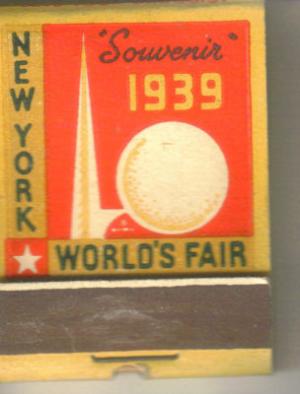 "Souvenir"
1939
NEW YORK
WORLD'S FAIR